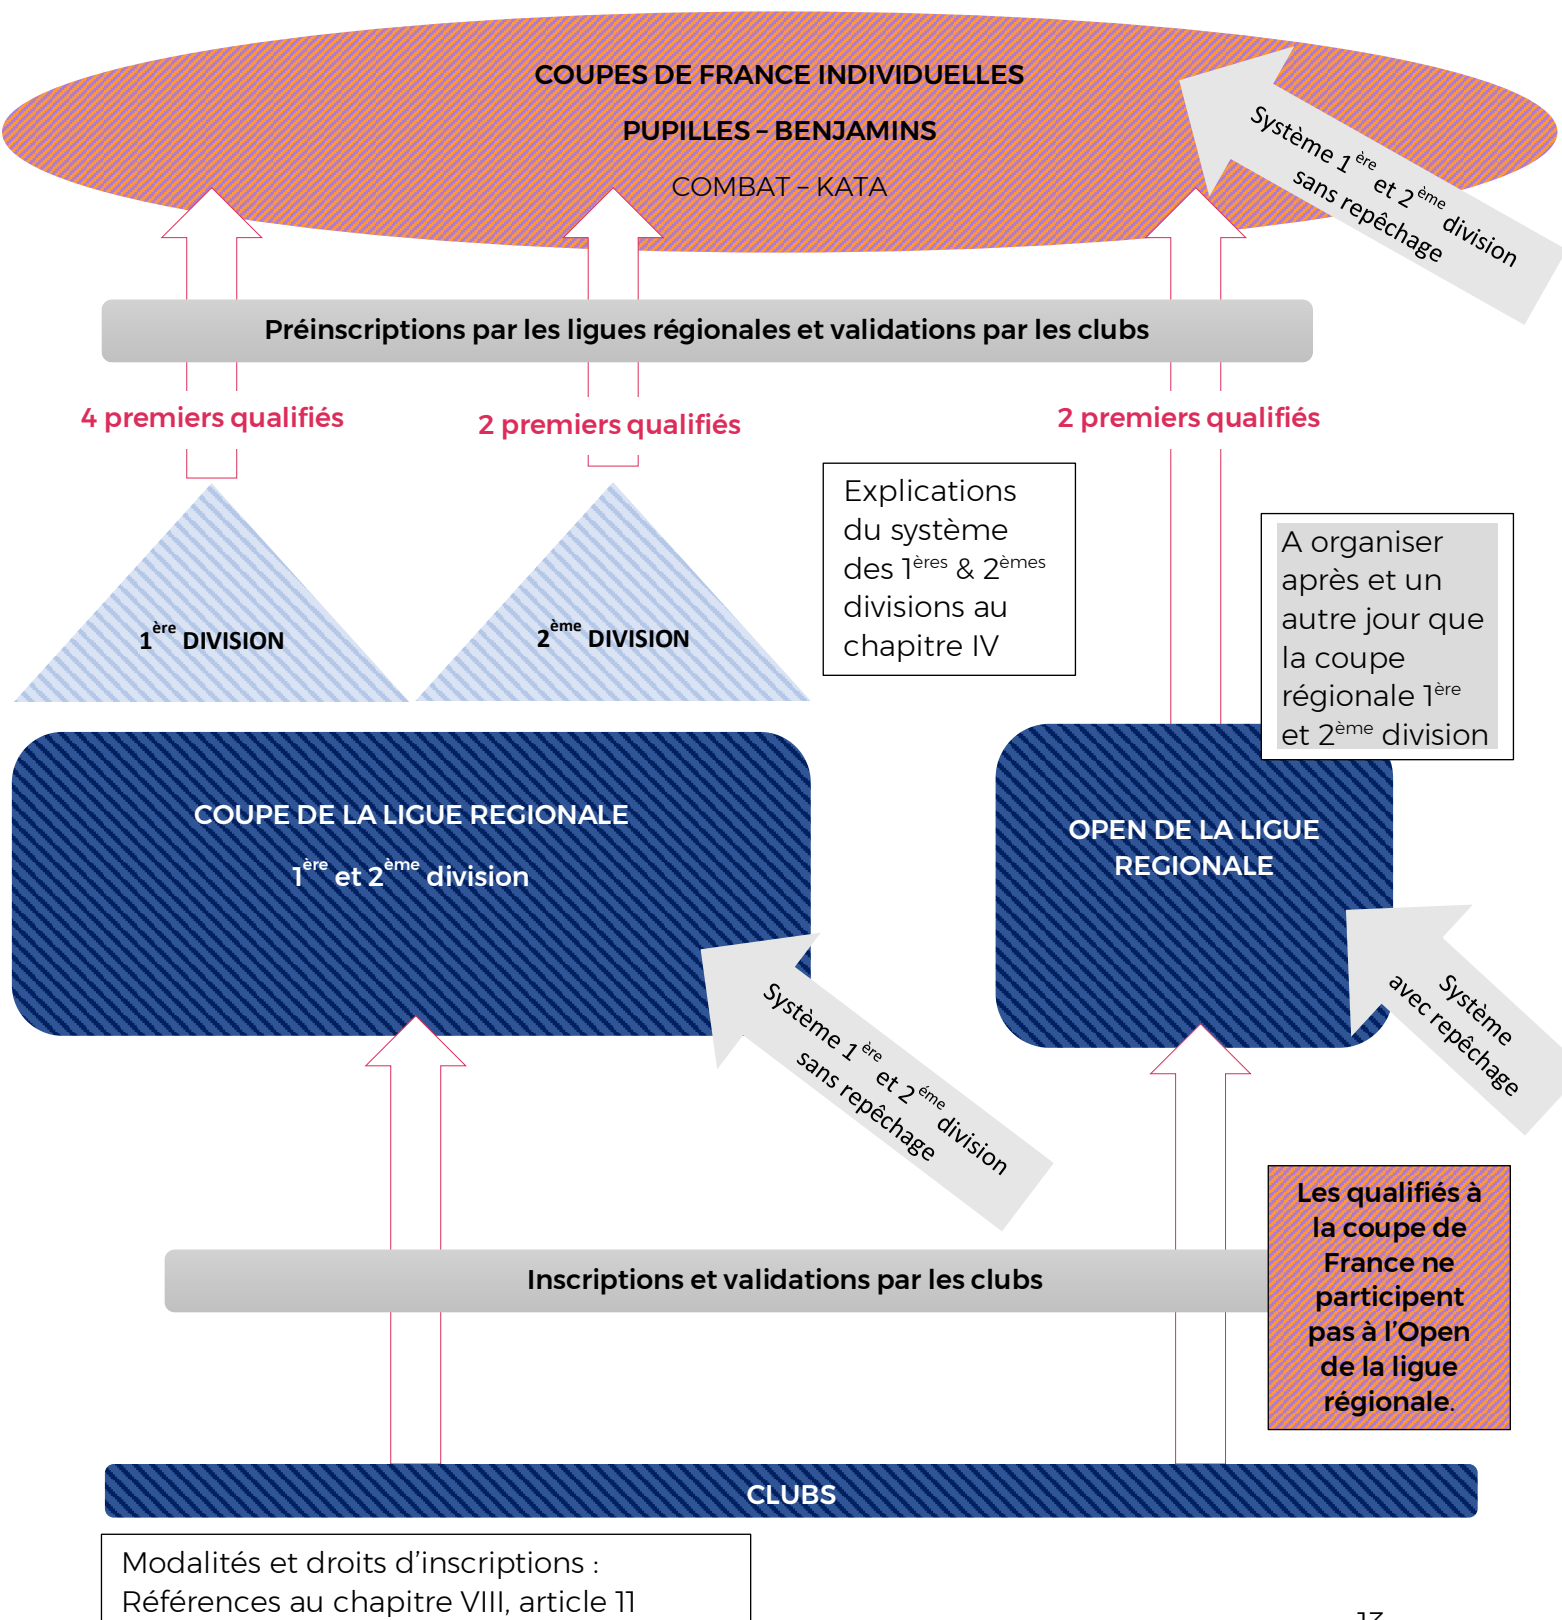 COUPES DE FRANCE INDIVIDUELLES
PUPILLES – BENJAMINS
COMBAT – KATA
Système 1ère et 2ème division
sans repêchage
Préinscriptions par les ligues régionales et validations par les clubs
4 premiers qualifiés
2 premiers qualifiés
2 premiers qualifiés
Explications
du système
des 1ères & 2èmes
divisions au
chapitre IV
A organiser
après et un
autre jour que
la coupe
régionale 1ère
et 2ème division
1ère DIVISION
2ème DIVISION
COUPE DE LA LIGUE REGIONALE
1ère et 2ème division
OPEN DE LA LIGUE
REGIONALE
Système 1ère et 2éme division
sans repêchage
Système
avec repêchage
Les qualifiés à
la coupe de
France ne
participent
pas à l’Open
de la ligue
régionale.
Inscriptions et validations par les clubs
CLUBS
Modalités et droits d’inscriptions :
Références au chapitre VIII, article 11
13